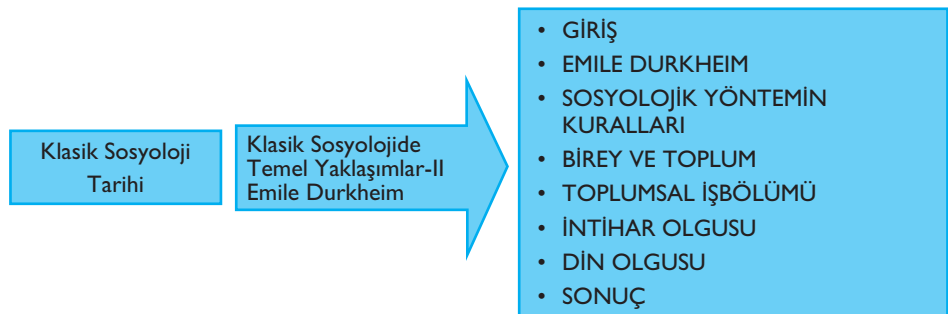 Klasik Sosyoloji
Tarihi
Klasik Sosyolojide
Temel Yaklaşımlar-II
Emile Durkheim
• GİRİŞ
• EMILE DURKHEIM
• SOSYOLOJİK YÖNTEMİN
KURALLARI
• BİREY VE TOPLUM
• TOPLUMSAL İŞBÖLÜMÜ
• İNTİHAR OLGUSU
• DİN OLGUSU
• SONUÇ